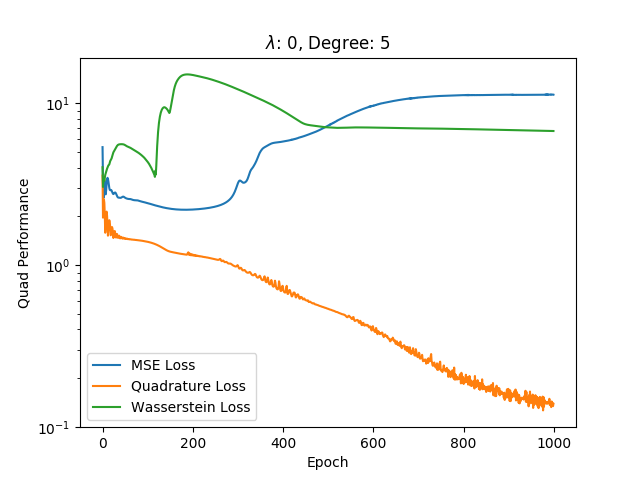 λ: 0, Degree: 5
Quad Performance
10¹
10⁰
10⁻¹
MSE Loss
Quadrature Loss
Wasserstein Loss
0 200 400 600 800 1000
Epoch